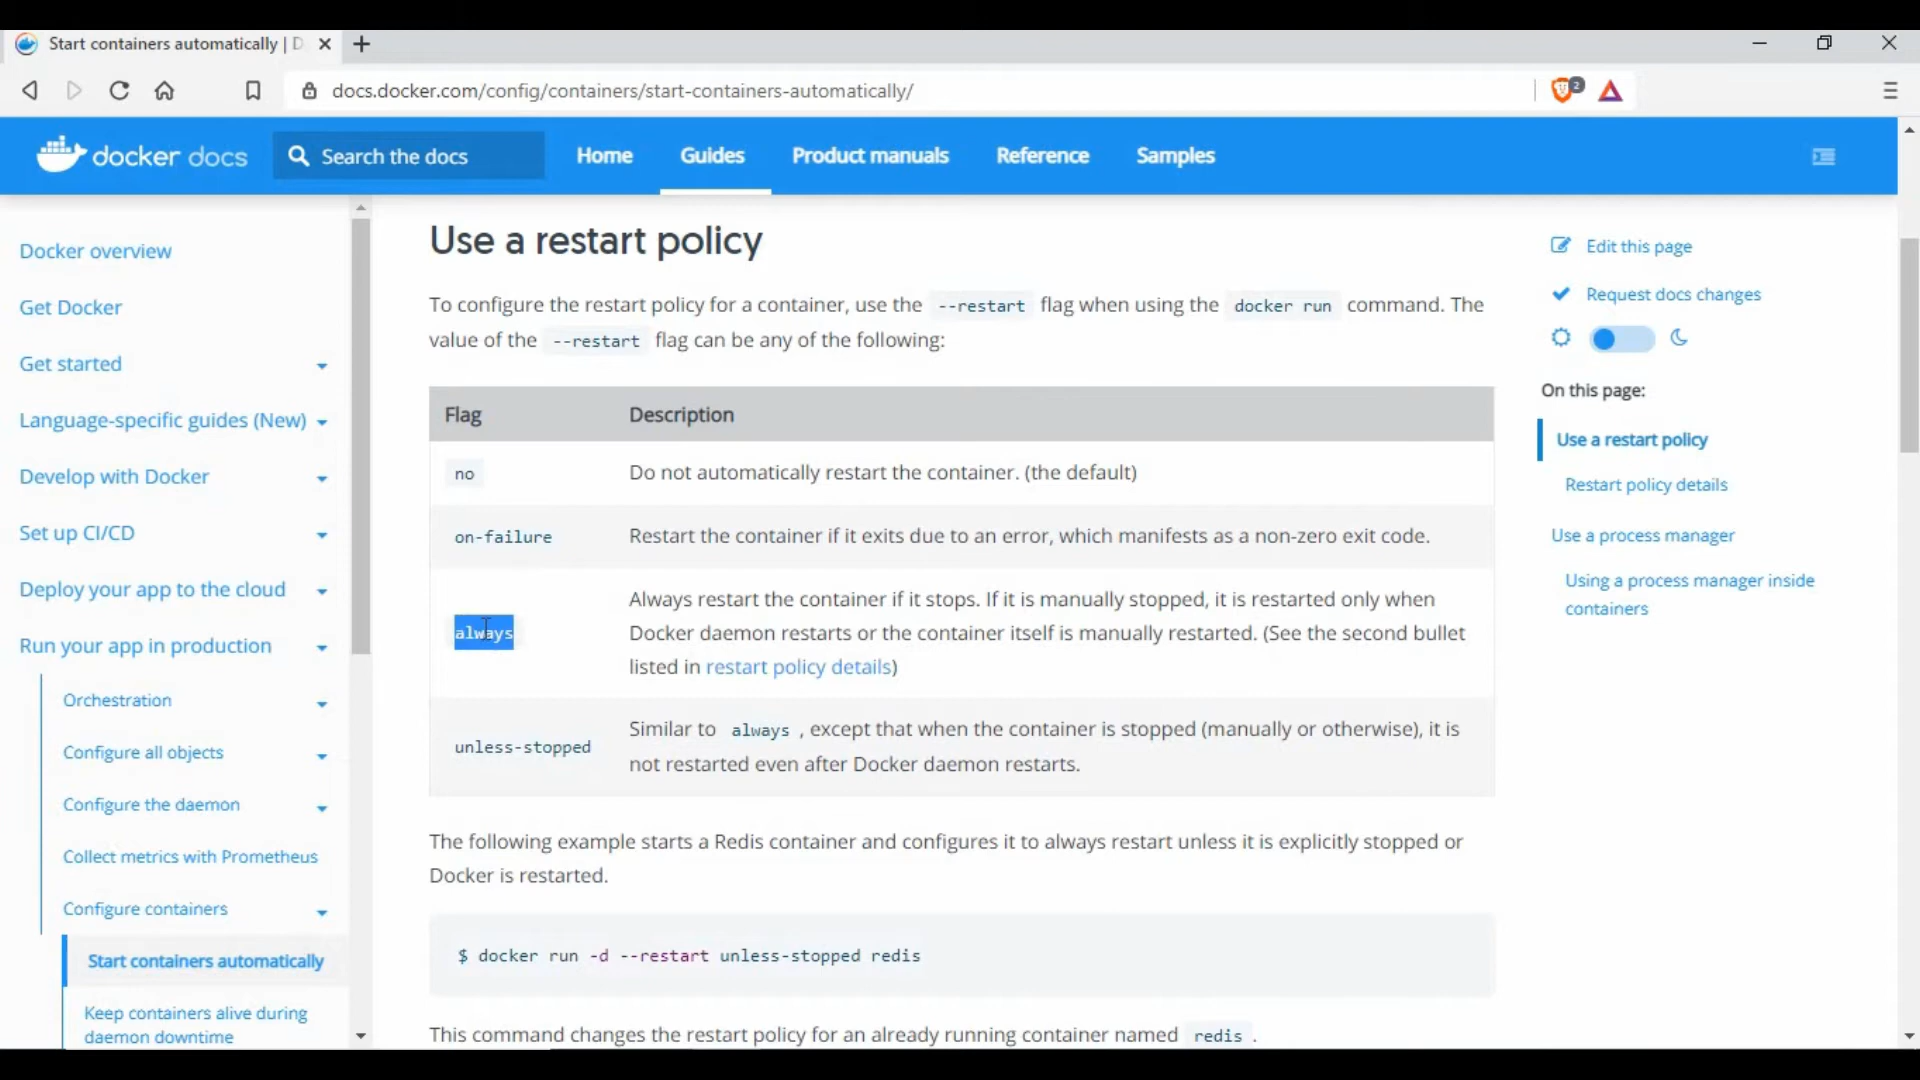 Start containers automatically | D
docs.docker.com/config/containers/start-containers-automatically/
2
docker docs
Search the docs
Home
Guides
Product manuals
Reference
Samples
Docker overview
Get Docker
Get started
Language-specific guides (New)
Develop with Docker
Set up CI/CD
Deploy your app to the cloud
Run your app in production
Orchestration
Configure all objects
Configure the daemon
Collect metrics with Prometheus
Configure containers
Start containers automatically
Keep containers alive during
daemon downtime
Use a restart policy
To configure the restart policy for a container, use the --restart flag when using the docker run command. The
value of the --restart flag can be any of the following:
Flag Description
no Do not automatically restart the container. (the default)
on-failure Restart the container if it exits due to an error, which manifests as a non-zero exit code.
always Always restart the container if it stops. If it is manually stopped, it is restarted only when
Docker daemon restarts or the container itself is manually restarted. (See the second bullet
listed in restart policy details)
unless-stopped Similar to always , except that when the container is stopped (manually or otherwise), it is
not restarted even after Docker daemon restarts.
The following example starts a Redis container and configures it to always restart unless it is explicitly stopped or
Docker is restarted.
$ docker run -d --restart unless-stopped redis
This command changes the restart policy for an already running container named redis .
Edit this page
Request docs changes
On this page:
Use a restart policy
Restart policy details
Use a process manager
Using a process manager inside
containers